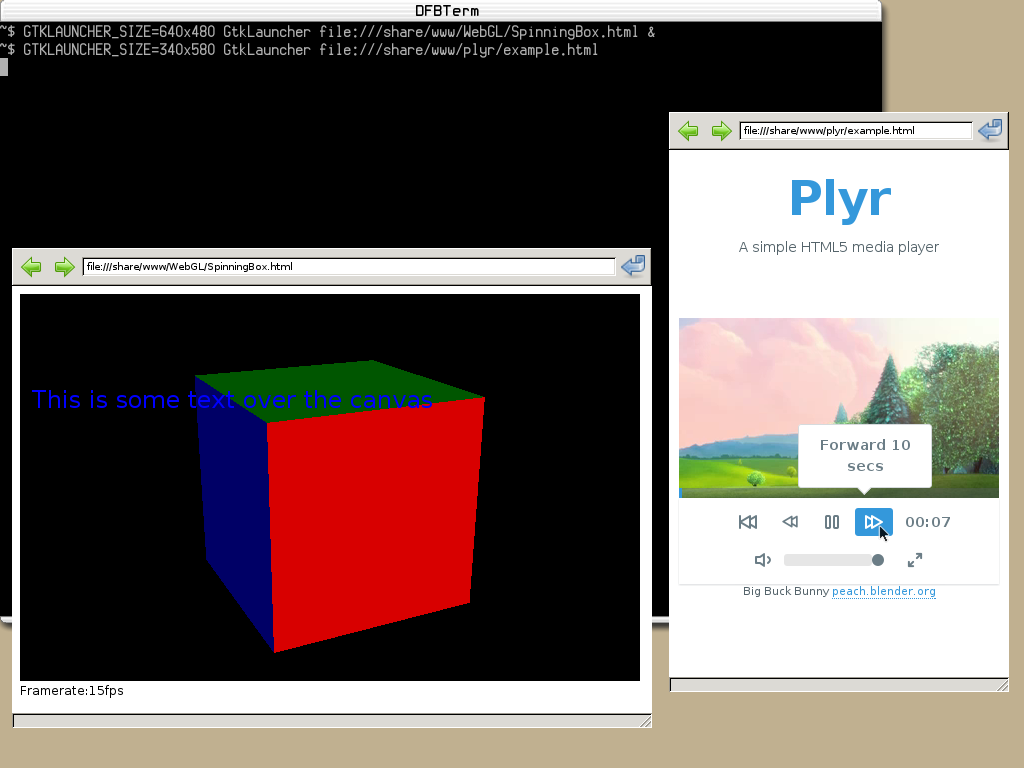 DFBTerm
~$ GTKLAUNCHER_SIZE=640x480 GtkLauncher file:///share/www/WebGL/SpinningBox.html &
~$ GTKLAUNCHER_SIZE=340x580 GtkLauncher file:///share/www/plyr/example.html
file:///share/www/plyr/example.html
Plyr
A simple HTML5 media player
Forward 10
secs
00:07
Big Buck Bunny peach.blender.org
file:///share/www/WebGL/SpinningBox.html
This is some text over the canvas
Framerate:15fps